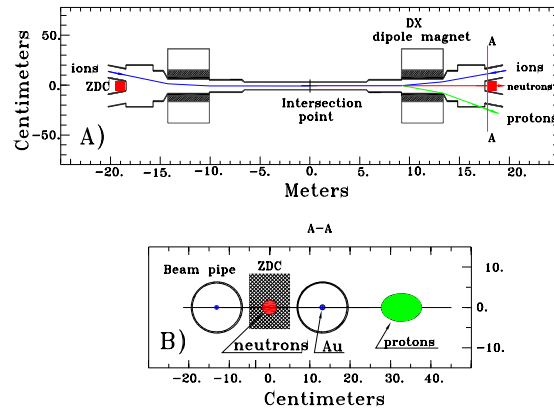 Centimeters
50.
0.
-50.
A)
DX
dipole magnet
A
ions
ZDC
Intersection
point
ions
neutrons
protons
A
-20. -15. -10. -5. 0. 5. 10. 15. 20.
Meters
A-A
Beam pipe
ZDC
10.
0.
-10.
B)
neutrons
Au
protons
-20. -10. 0. 10. 20. 30. 40.
Centimeters